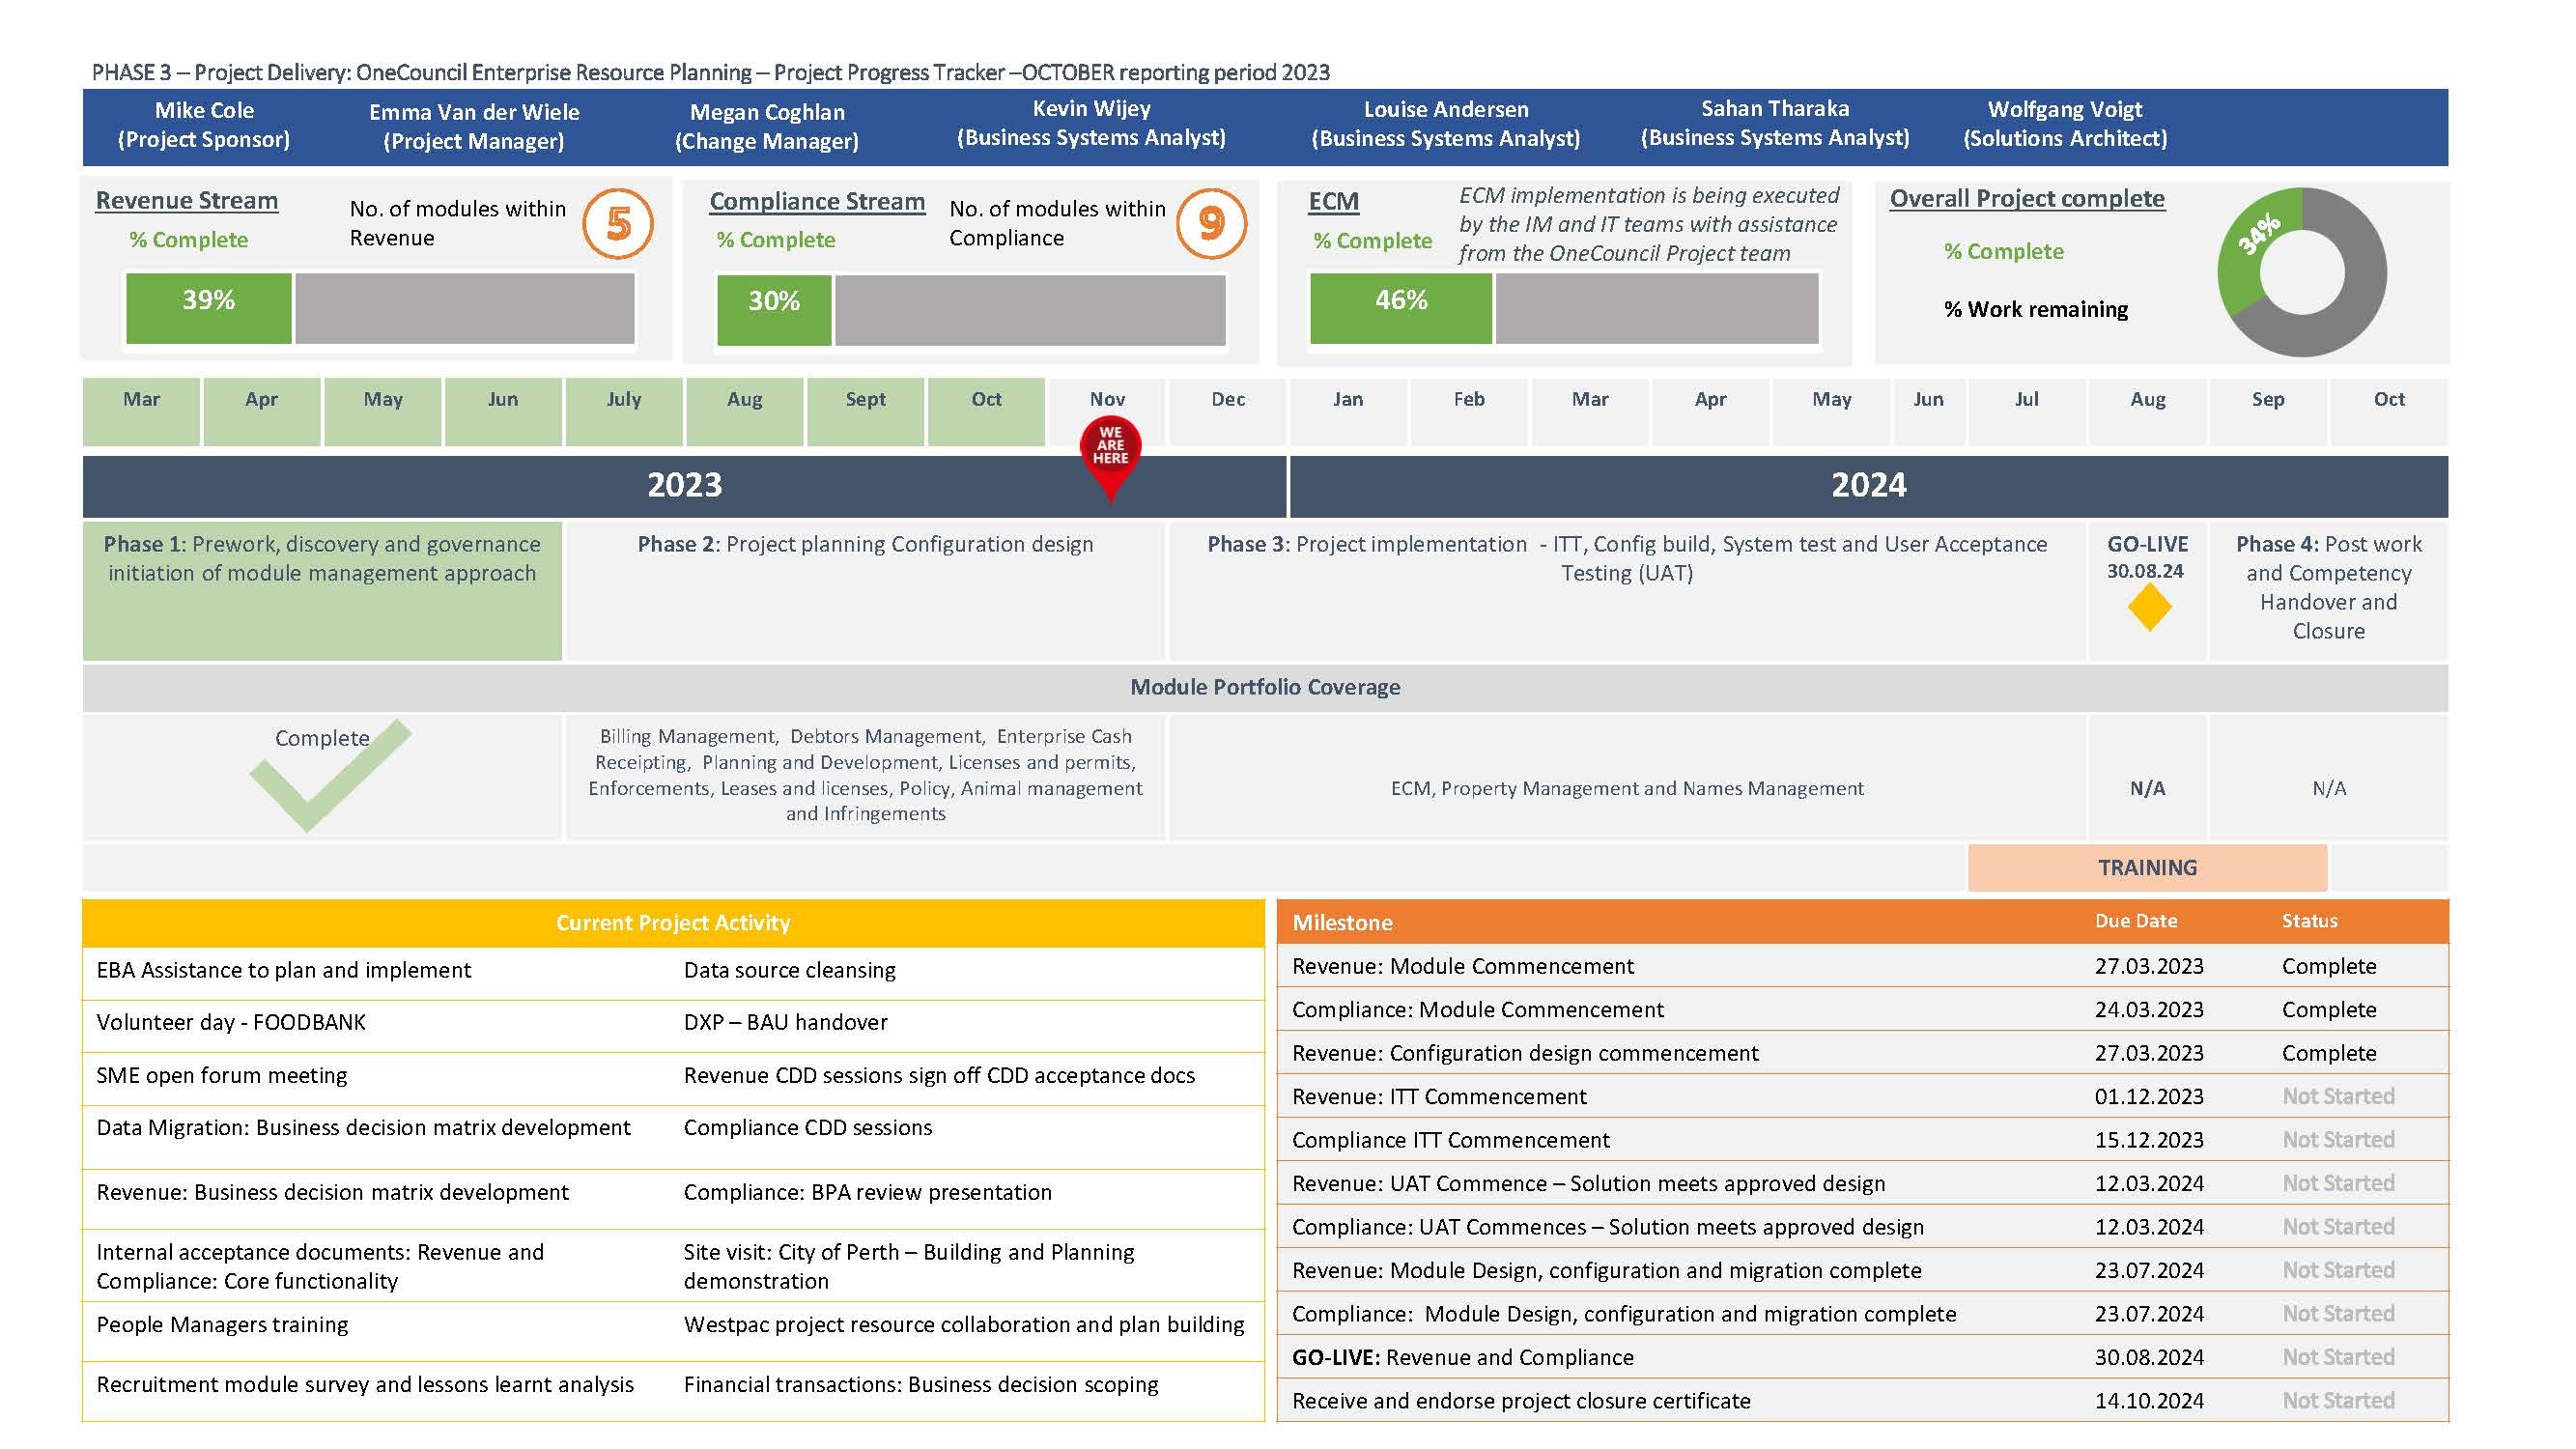 PHASE 3 – Project Delivery: OneCouncil Enterprise Resource Planning – Project Progress Tracker –OCTOBER reporting period 2023
Mike Cole
(Project Sponsor)
Emma Van der Wiele
(Project Manager)
Megan Coghlan
(Change Manager)
Kevin Wijey
(Business Systems Analyst)
Louise Andersen
(Business Systems Analyst)
Sahan Tharaka
(Business Systems Analyst)
Wolfgang Voigt
(Solutions Architect)
Revenue Stream
% Complete
No. of modules within
Revenue
5
39%
Compliance Stream
% Complete
No. of modules within
Compliance
9
30%
ECM
% Complete
ECM implementation is being executed
by the IM and IT teams with assistance
from the OneCouncil Project team
46%
Overall Project complete
% Complete
% Work remaining
34%
Mar Apr May Jun July Aug Sept Oct Nov Dec Jan Feb Mar Apr May Jun Jul Aug Sep Oct
WE
ARE
HERE
2023 2024
Phase 1: Prework, discovery and governance
initiation of module management approach
Phase 2: Project planning Configuration design
Phase 3: Project implementation - ITT, Config build, System test and User Acceptance
Testing (UAT)
GO-LIVE
30.08.24
Phase 4: Post work
and Competency
Handover and
Closure
Module Portfolio Coverage
Complete
Billing Management, Debtors Management, Enterprise Cash
Receipting, Planning and Development, Licenses and permits,
Enforcements, Leases and licenses, Policy, Animal management
and Infringements
ECM, Property Management and Names Management
N/A
N/A
TRAINING
Current Project Activity
EBA Assistance to plan and implement
Data source cleansing
Volunteer day - FOODBANK
DXP – BAU handover
SME open forum meeting
Revenue CDD sessions sign off CDD acceptance docs
Data Migration: Business decision matrix development
Compliance CDD sessions
Revenue: Business decision matrix development
Compliance: BPA review presentation
Internal acceptance documents: Revenue and
Compliance: Core functionality
Site visit: City of Perth – Building and Planning
demonstration
People Managers training
Westpac project resource collaboration and plan building
Recruitment module survey and lessons learnt analysis
Financial transactions: Business decision scoping
Milestone Due Date Status
Revenue: Module Commencement 27.03.2023 Complete
Compliance: Module Commencement 24.03.2023 Complete
Revenue: Configuration design commencement 27.03.2023 Complete
Revenue: ITT Commencement 01.12.2023 Not Started
Compliance ITT Commencement 15.12.2023 Not Started
Revenue: UAT Commence – Solution meets approved design 12.03.2024 Not Started
Compliance: UAT Commences – Solution meets approved design 12.03.2024 Not Started
Revenue: Module Design, configuration and migration complete 23.07.2024 Not Started
Compliance: Module Design, configuration and migration complete 23.07.2024 Not Started
GO-LIVE: Revenue and Compliance 30.08.2024 Not Started
Receive and endorse project closure certificate 14.10.2024 Not Started